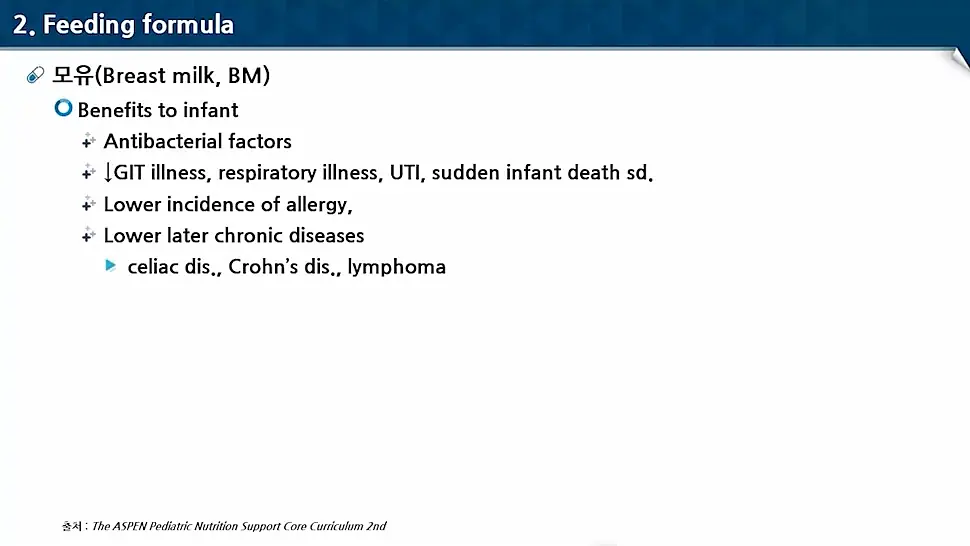 2. Feeding formula
모유(Breast milk, BM)
Benefits to infant
Antibacterial factors
↓GIT illness, respiratory illness, UTI, sudden infant death sd.
Lower incidence of allergy,
Lower later chronic diseases
celiac dis., Crohn's dis., lymphoma
출처 : The ASPEN Pediatric Nutrition Support Core Curriculum 2nd